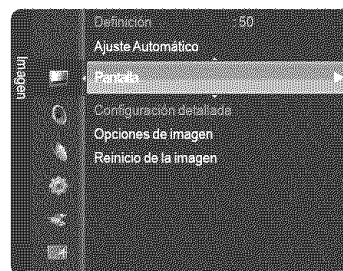 Imagen
Definición : 50
Ajuste Automático
Pantalla
Configuración detallada
Opciones de imagen
Reinicio de la imagen